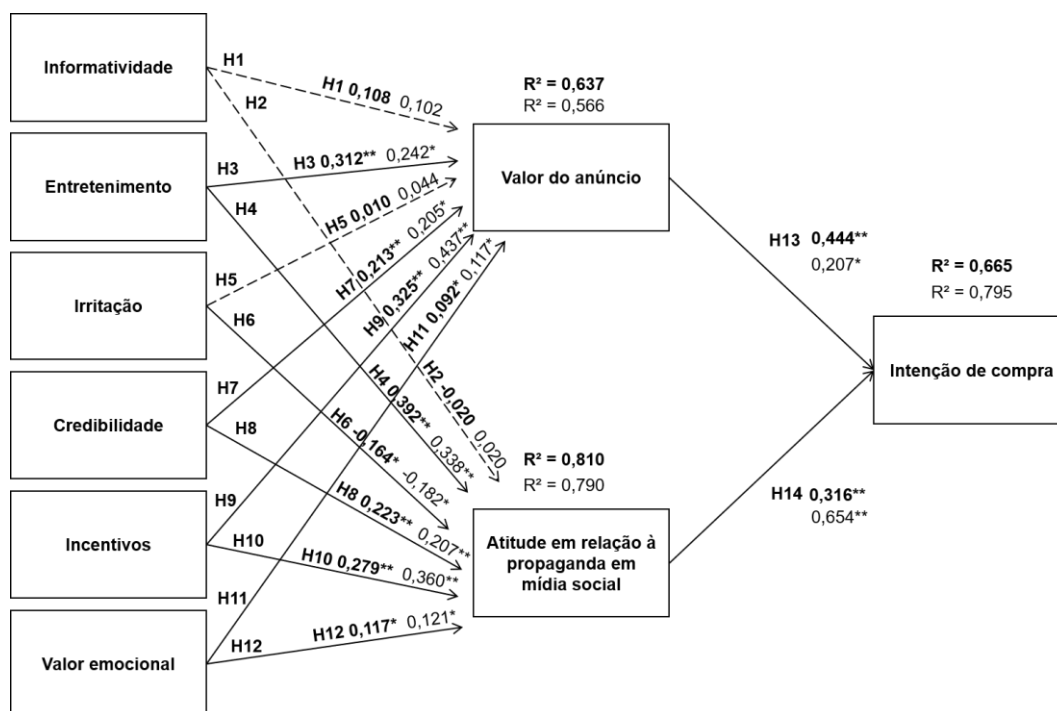 Informatividade
Entretenimento
Irritação
Credibilidade
Incentivos
Valor emocional
H1
H2
H3
H4
H5
H6
H7
H8
H9
H10
H11
H12
H1 0,108 0,102
H3 0,312** 0,242*
H5 0,010 0,044
H7 0,213** 0,205*
H9 0,325** 0,437**
H11 0,092* 0,117*
H2 -0,020 0,020
H4 0,392** 0,338**
H6 -0,164* -0,182*
H8 0,223** 0,207**
H10 0,279** 0,360**
H12 0,117* 0,121*
R² = 0,637
R² = 0,566
Valor do anúncio
R² = 0,810
R² = 0,790
Atitude em relação à
propaganda em
mídia social
H13 0,444**
0,207*
H14 0,316**
0,654**
R² = 0,665
R² = 0,795
Intenção de compra